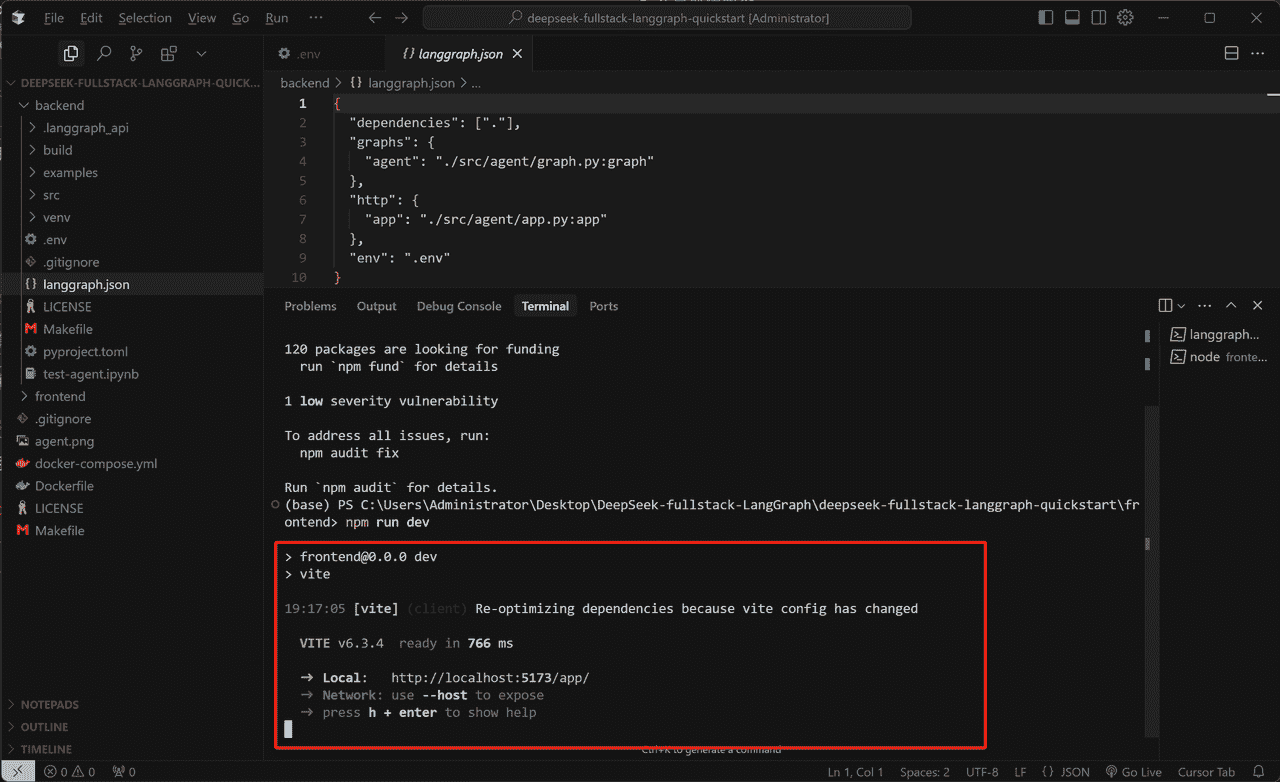 File Edit Selection View Go Run ··· deepseek-fullstack-langgraph-quickstart [Administrator]
.env langgraph.json
DEEPSEEK-FULLSTACK-LANGGRAPH-QUICK...
backend
.langgraph_api
build
examples
src
venv
.env
.gitignore
langgraph.json
LICENSE
Makefile
pyproject.toml
test-agent.ipynb
frontend
.gitignore
agent.png
docker-compose.yml
Dockerfile
LICENSE
Makefile
NOTEPADS
OUTLINE
TIMELINE
backend > {} langgraph.json > ...
1 {
2 "dependencies": ["."],
3 "graphs": {
4 "agent": "./src/agent/graph.py:graph"
5 },
6 "http": {
7 "app": "./src/agent/app.py:app"
8 },
9 "env": ".env"
10 }
Problems Output Debug Console Terminal Ports
langgraph...
node fronte...
120 packages are looking for funding
run `npm fund` for details
1 low severity vulnerability
To address all issues, run:
npm audit fix
Run `npm audit` for details.
(base) PS C:\Users\Administrator\Desktop\DeepSeek-fullstack-LangGraph\deepseek-fullstack-langgraph-quickstart\fr
ontend> npm run dev
> frontend@0.0.0 dev
> vite
19:17:05 [vite] (client) Re-optimizing dependencies because vite config has changed
VITE v6.3.4 ready in 766 ms
→ Local: http://localhost:5173/app/
→ Network: use --host to expose
→ press h + enter to show help
Ctrl+K to generate a command
0 0 0 Ln 1, Col 1 Spaces: 2 UTF-8 LF {} JSON Go Live Cursor Tab